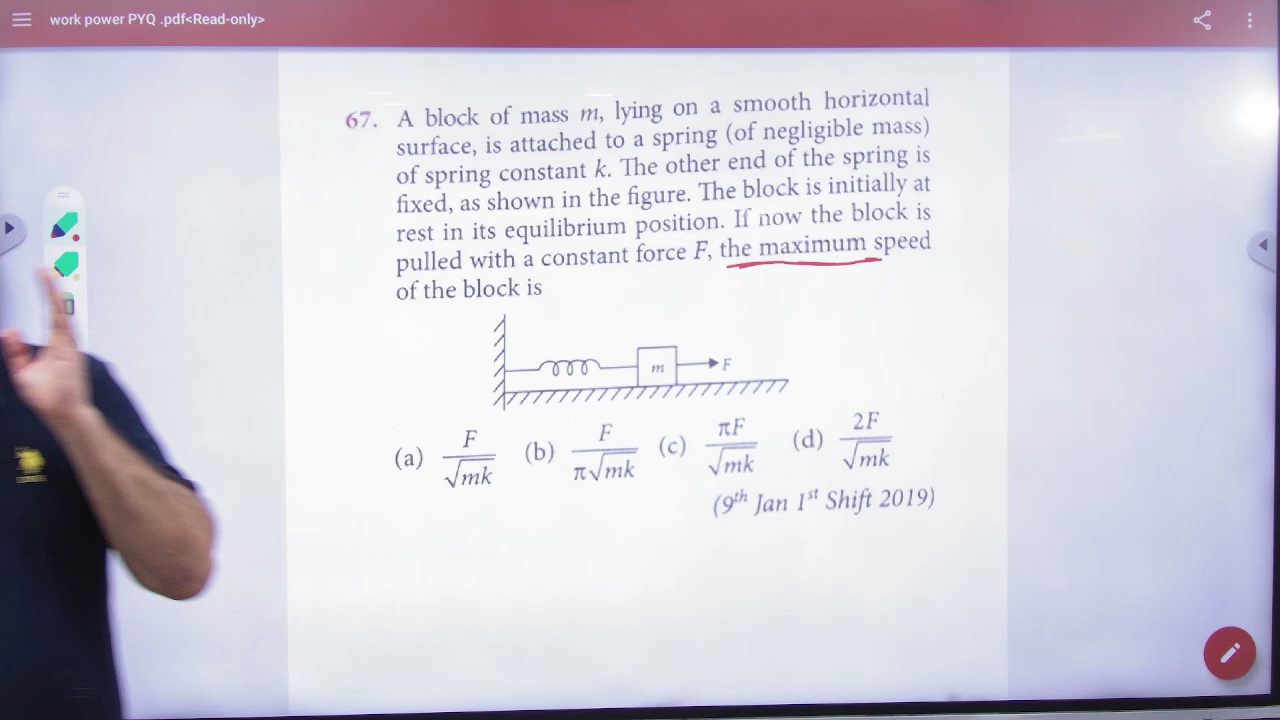 work power PYQ .pdf<Read-only>
67. A block of mass m, lying on a smooth horizontal
surface, is attached to a spring (of negligible mass)
of spring constant k. The other end of the spring is
fixed, as shown in the figure. The block is initially at
rest in its equilibrium position. If now the block is
pulled with a constant force F, the maximum speed
of the block is
m F
(a) F/√mk (b) F/π√mk (c) πF/√mk (d) 2F/√mk
(9th Jan 1st Shift 2019)